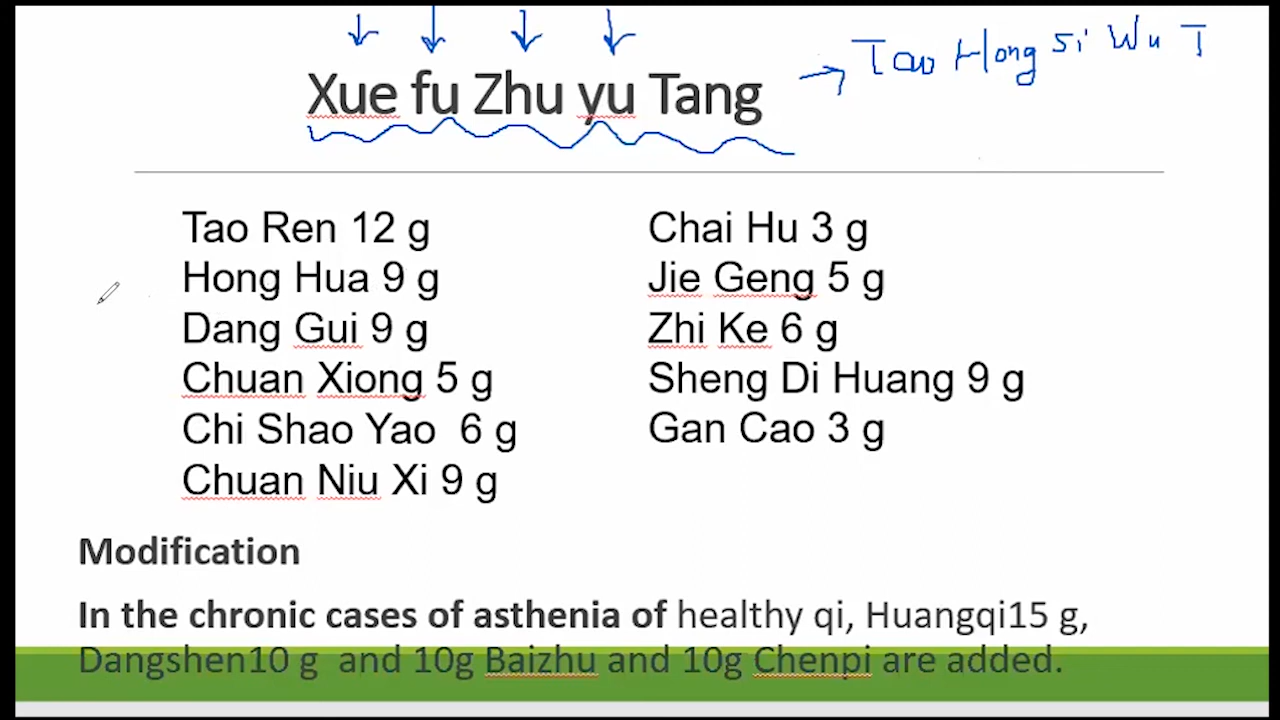 Tao Hong Si Wu T
Xue fu Zhu yu Tang
Tao Ren 12 g
Hong Hua 9 g
Dang Gui 9 g
Chuan Xiong 5 g
Chi Shao Yao 6 g
Chuan Niu Xi 9 g
Chai Hu 3 g
Jie Geng 5 g
Zhi Ke 6 g
Sheng Di Huang 9 g
Gan Cao 3 g
Modification
In the chronic cases of asthenia of healthy qi, Huangqi15 g,
Dangshen10 g and 10g Baizhu and 10g Chenpi are added.